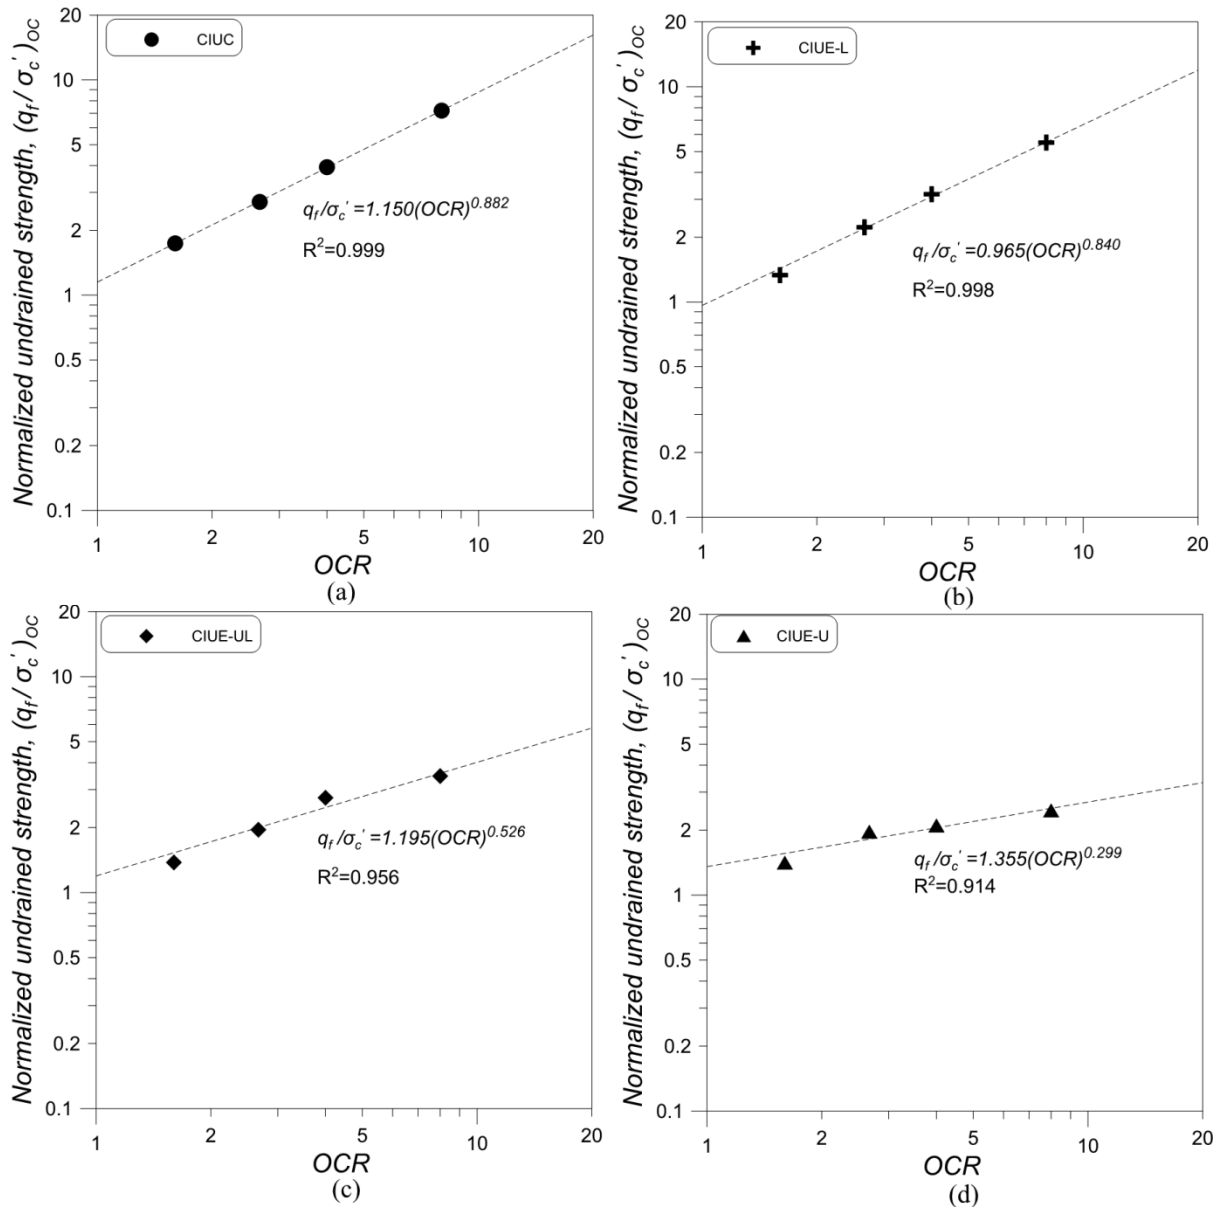 CIUC
Normalized undrained strength, (q_f / σ_c')_OC
20
10
5
2
1
0.5
0.2
0.1
q_f/σ_c'=1.150(OCR)^0.882
R²=0.999
1 2 5 10 20
OCR
(a)
CIUE-L
Normalized undrained strength, (q_f / σ_c')_OC
20
10
5
2
1
0.5
0.2
0.1
q_f/σ_c'=0.965(OCR)^0.840
R²=0.998
1 2 5 10 20
OCR
(b)
CIUE-UL
Normalized undrained strength, (q_f / σ_c')_OC
20
10
5
2
1
0.5
0.2
0.1
q_f/σ_c'=1.195(OCR)^0.526
R²=0.956
1 2 5 10 20
OCR
(c)
CIUE-U
Normalized undrained strength, (q_f / σ_c')_OC
20
10
5
2
1
0.5
0.2
0.1
q_f/σ_c'=1.355(OCR)^0.299
R²=0.914
1 2 5 10 20
OCR
(d)